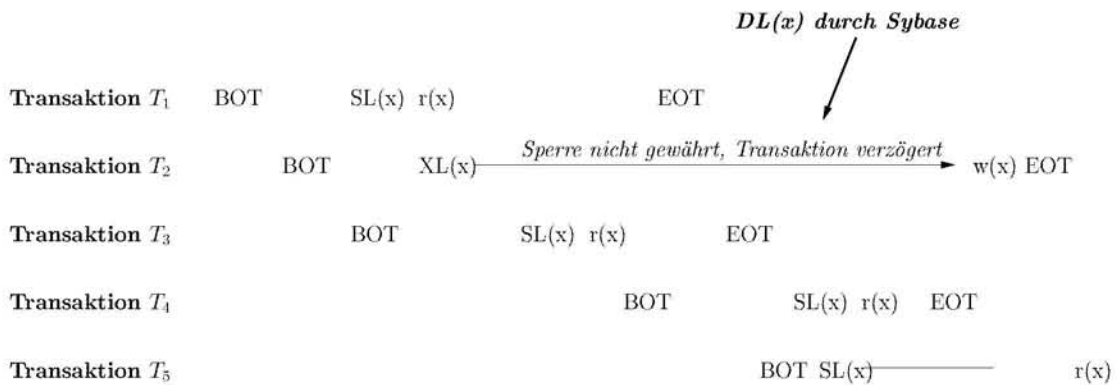 DL(x) durch Sybase
Transaktion T1 BOT SL(x) r(x) EOT
Sperre nicht gewährt, Transaktion verzögert
Transaktion T2 BOT XL(x) w(x) EOT
Transaktion T3 BOT SL(x) r(x) EOT
Transaktion T4 BOT SL(x) r(x) EOT
Transaktion T5 BOT SL(x) r(x)